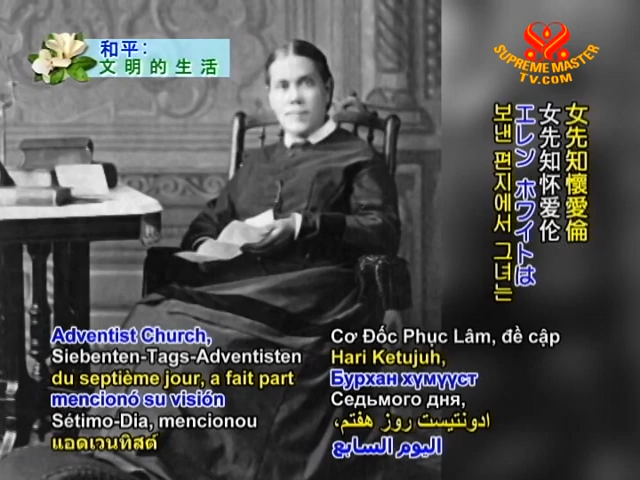 和平:
文明的生活
SUPREME MASTER
TV.COM
女先知懷愛倫
女先知怀爱伦
エレン ホワイトは
보낸 편지에서 그녀는
Adventist Church,
Siebenten-Tags-Adventisten
du septième jour, a fait part
mencionó su visión
Sétimo-Dia, mencionou
แอดเวนทิสต์
Cơ Đốc Phục Lâm, đề cập
Hari Ketujuh,
Бурхан хүмүүст
Седьмого дня,
ادونتیست روز هفتم،
اليوم السابع